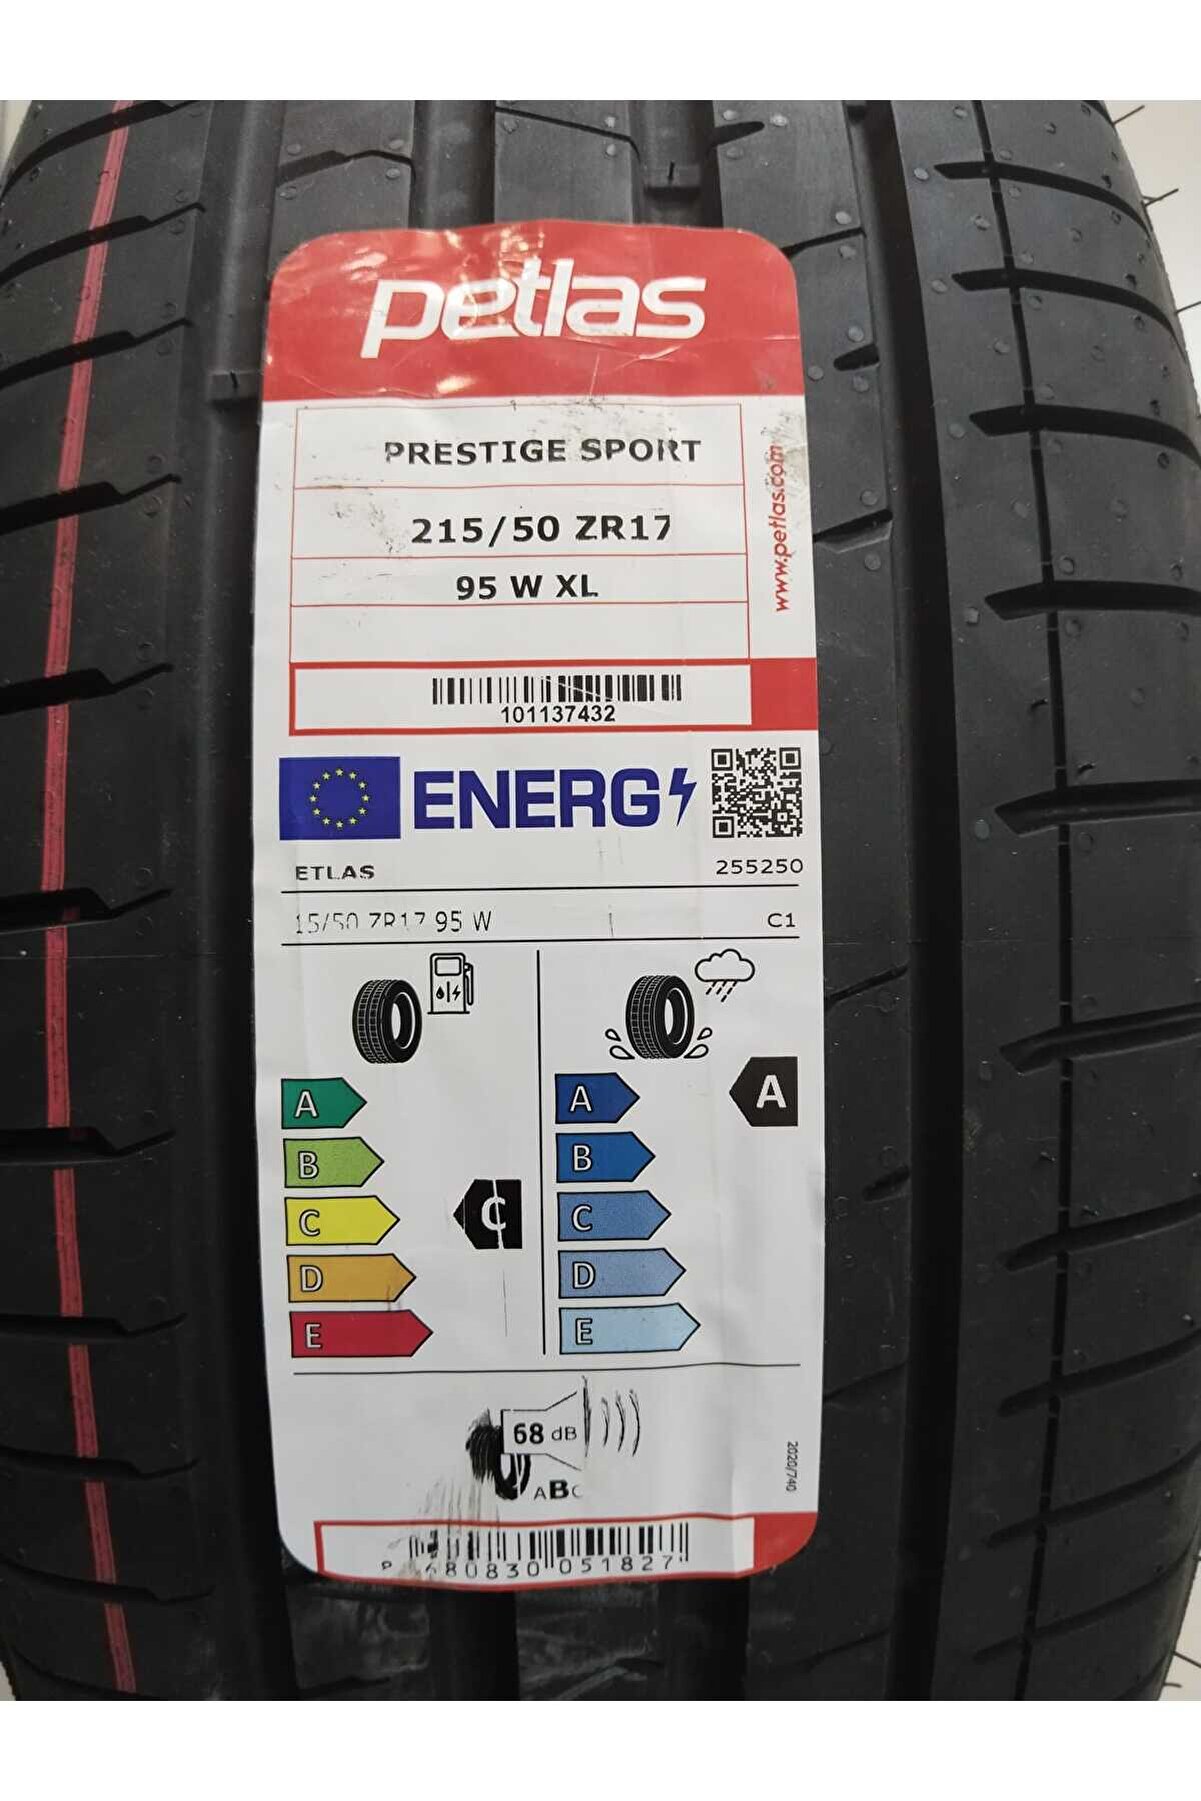 petlas
PRESTIGE SPORT
215/50 ZR17
95 W XL
www.petlas.com
101137432
ENERG
ETLAS 255250
15/50 ZR17 95 W C1
A A A
B B
C C C
D D
E E
68 dB
ABC
2020/740
680830 051827